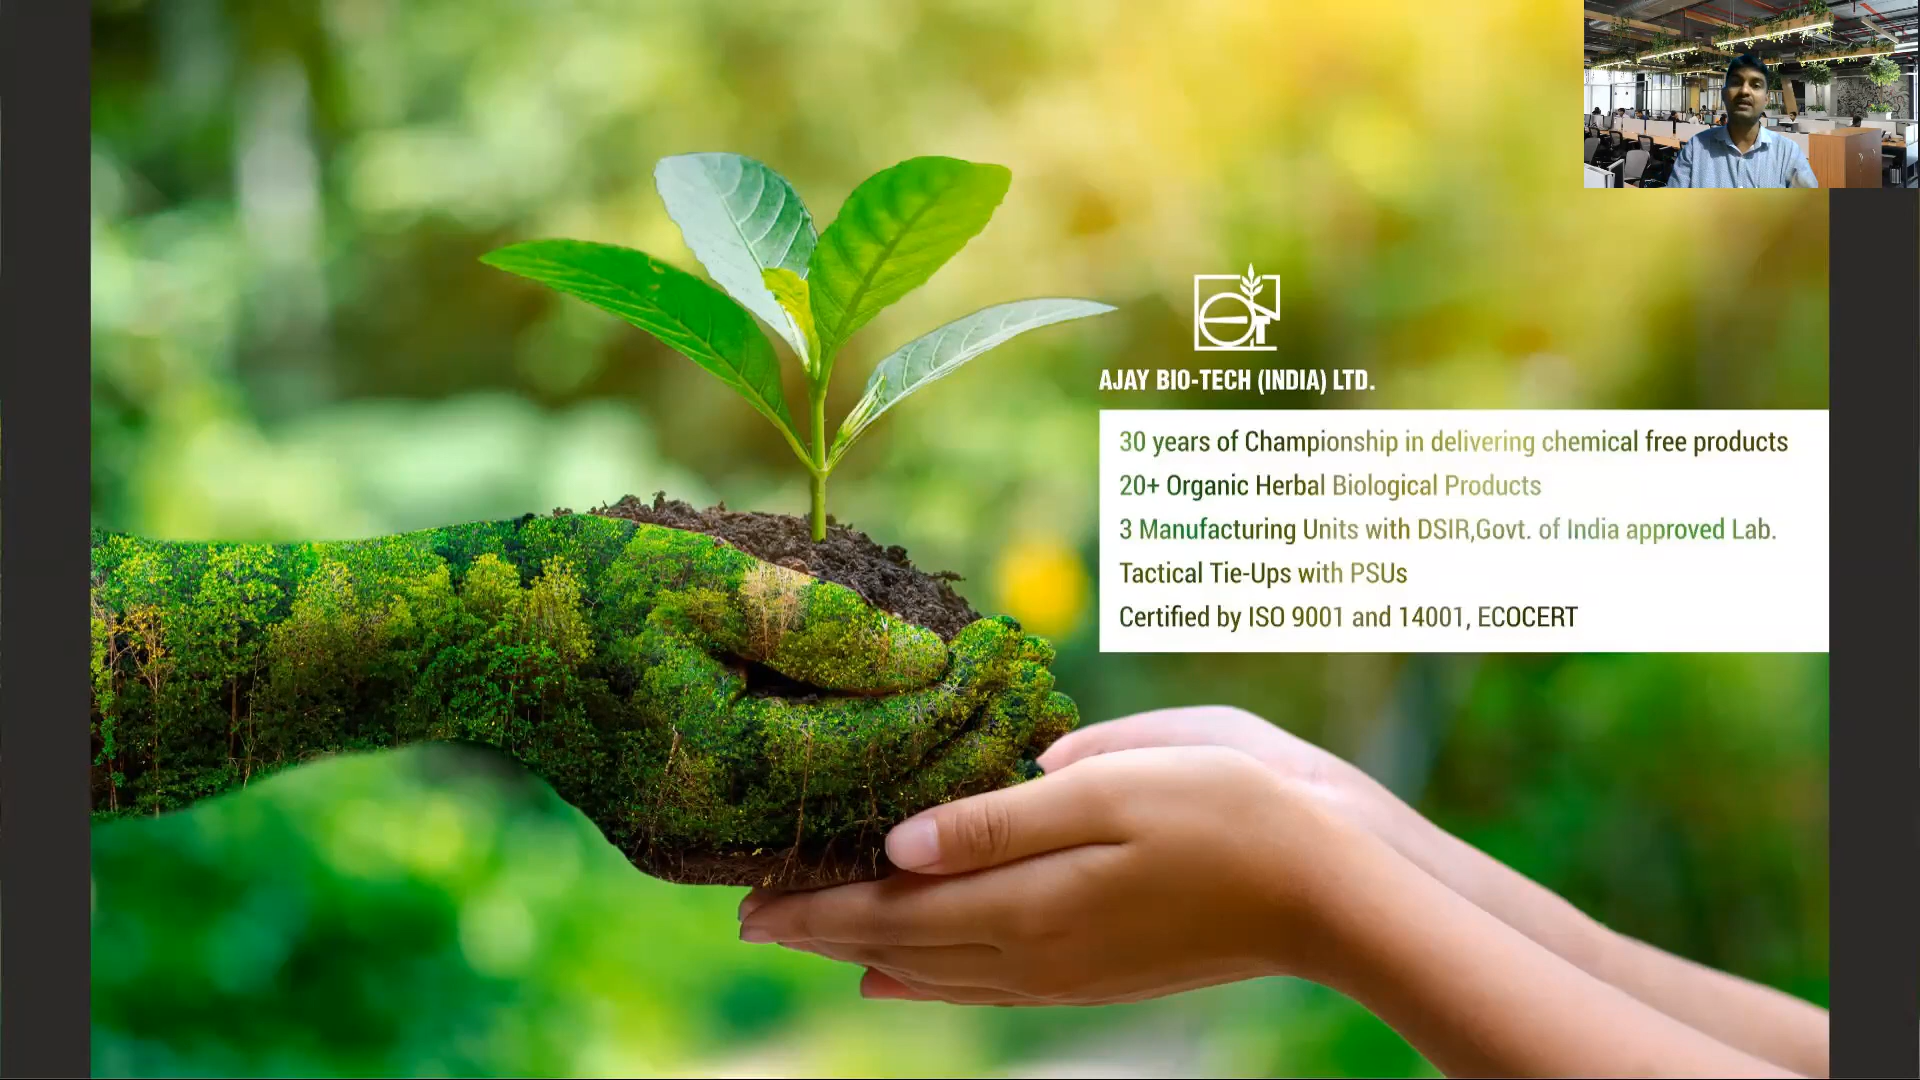 AJAY BIO-TECH (INDIA) LTD.
30 years of Championship in delivering chemical free products
20+ Organic Herbal Biological Products
3 Manufacturing Units with DSIR,Govt. of India approved Lab.
Tactical Tie-Ups with PSUs
Certified by ISO 9001 and 14001, ECOCERT